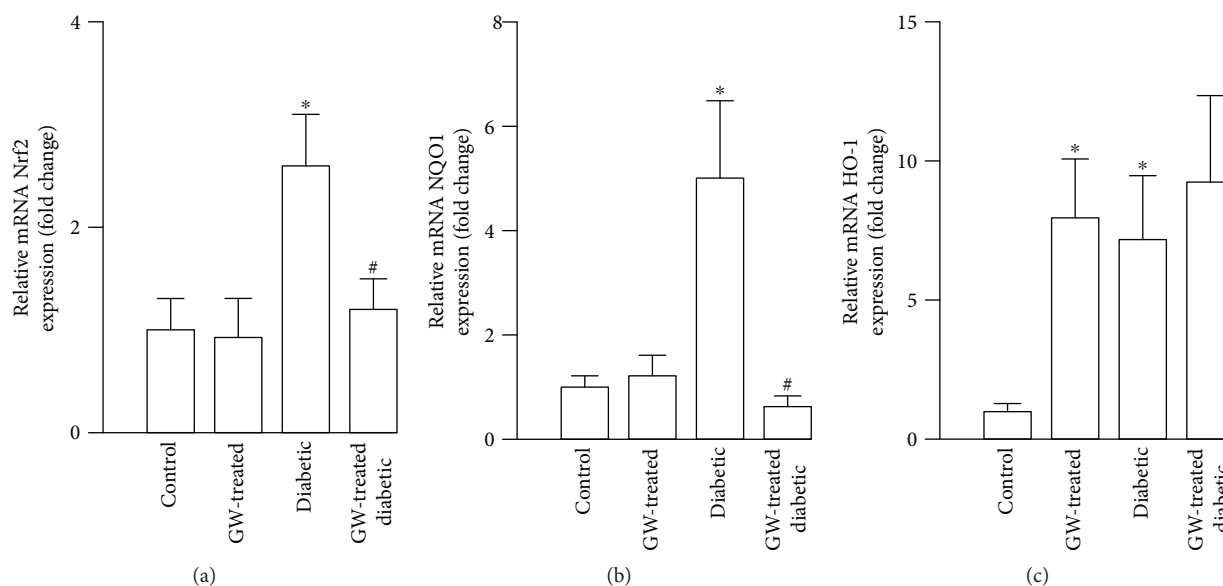 Relative mRNA Nrf2
expression (fold change)
4
2
0
*
#
Control
GW-treated
Diabetic
GW-treated
diabetic
(a)
Relative mRNA NQO1
expression (fold change)
8
6
4
2
0
*
#
Control
GW-treated
Diabetic
GW-treated
diabetic
(b)
Relative mRNA HO-1
expression (fold change)
15
10
5
0
*
*
Control
GW-treated
Diabetic
GW-treated
diabetic
(c)